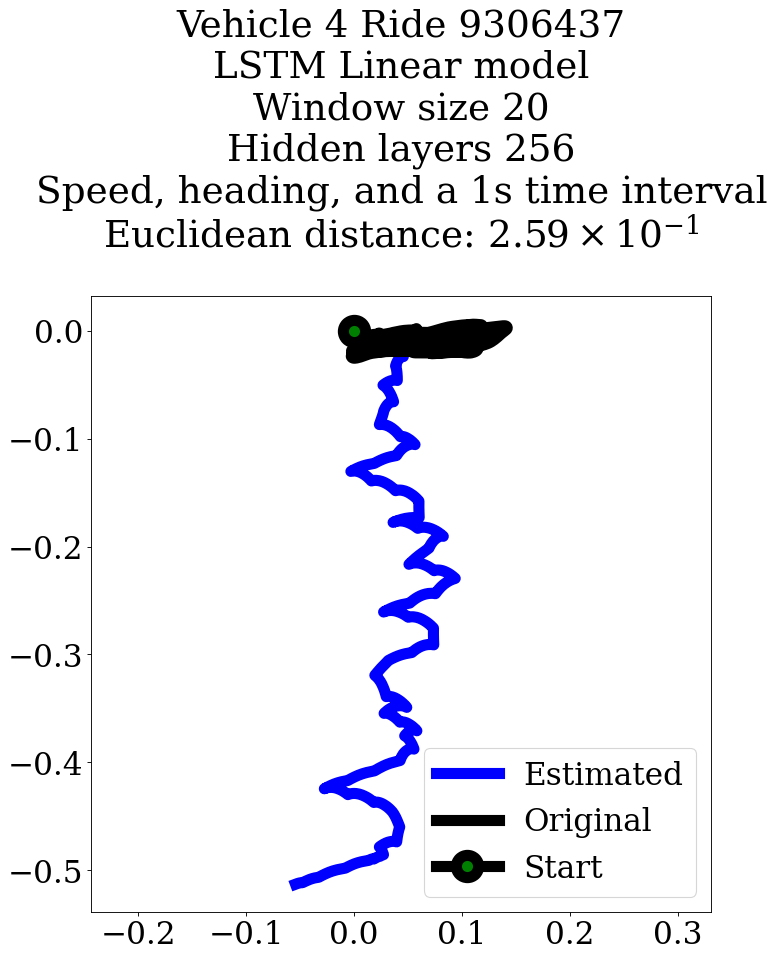 Vehicle 4 Ride 9306437
LSTM Linear model
Window size 20
Hidden layers 256
Speed, heading, and a 1s time interval
Euclidean distance: 2.59 × 10⁻¹
0.0
−0.1
−0.2
−0.3
−0.4
−0.5
Estimated
Original
Start
−0.2 −0.1 0.0 0.1 0.2 0.3